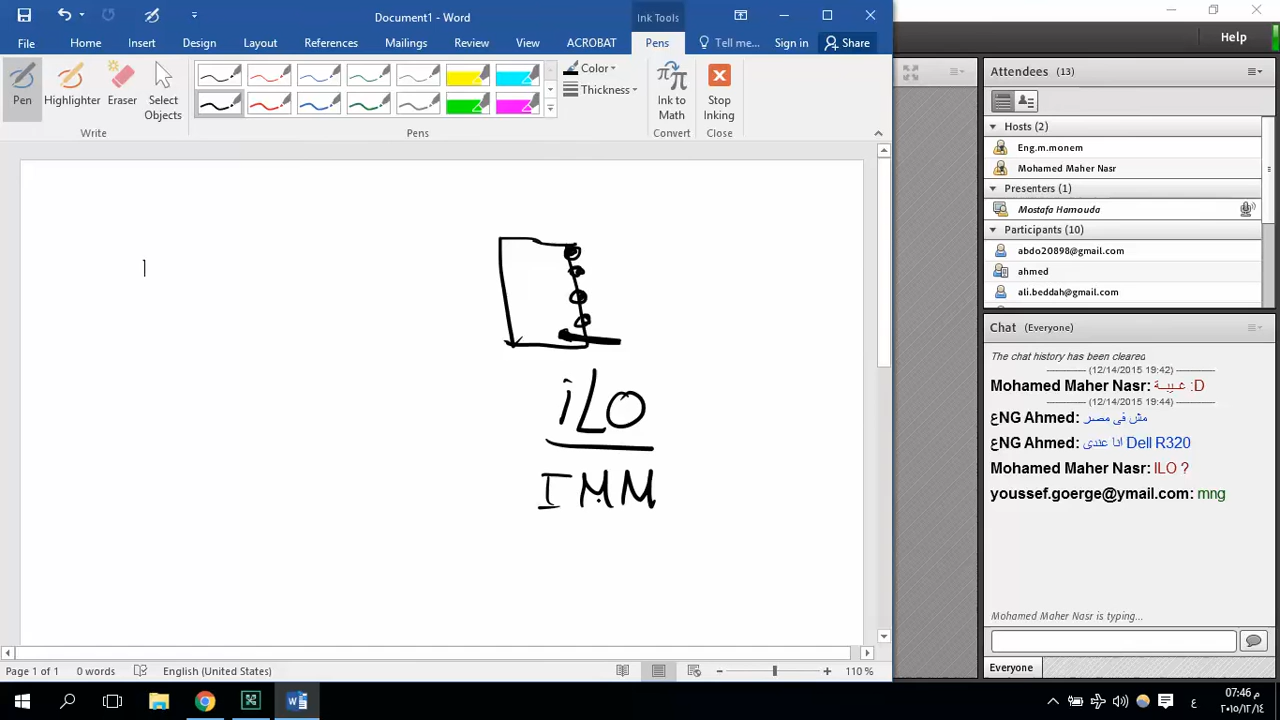 Document1 - Word
Ink Tools
File
Home
Insert
Design
Layout
References
Mailings
Review
View
ACROBAT
Pens
Tell me...
Sign in
Share
Help
Pen
Highlighter
Eraser
Select Objects
Color
Thickness
Ink to Math
Stop Inking
Write
Pens
Convert
Close
iLO
IMM
Attendees (13)
Hosts (2)
Eng.m.monem
Mohamed Maher Nasr
Presenters (1)
Mostafa Hamouda
Participants (10)
abdo20898@gmail.com
ahmed
ali.beddah@gmail.com
Chat (Everyone)
The chat history has been cleared
(12/14/2015 19:42)
Mohamed Maher Nasr: :D
(12/14/2015 19:44)
عNG Ahmed: مش فى مصر
عNG Ahmed: انا عندى Dell R320
Mohamed Maher Nasr: ILO ?
youssef.goerge@ymail.com: mng
Mohamed Maher Nasr is typing...
Everyone
Page 1 of 1
0 words
English (United States)
110 %
ع
07:46 م
٢٠١٥/١٢/١٤